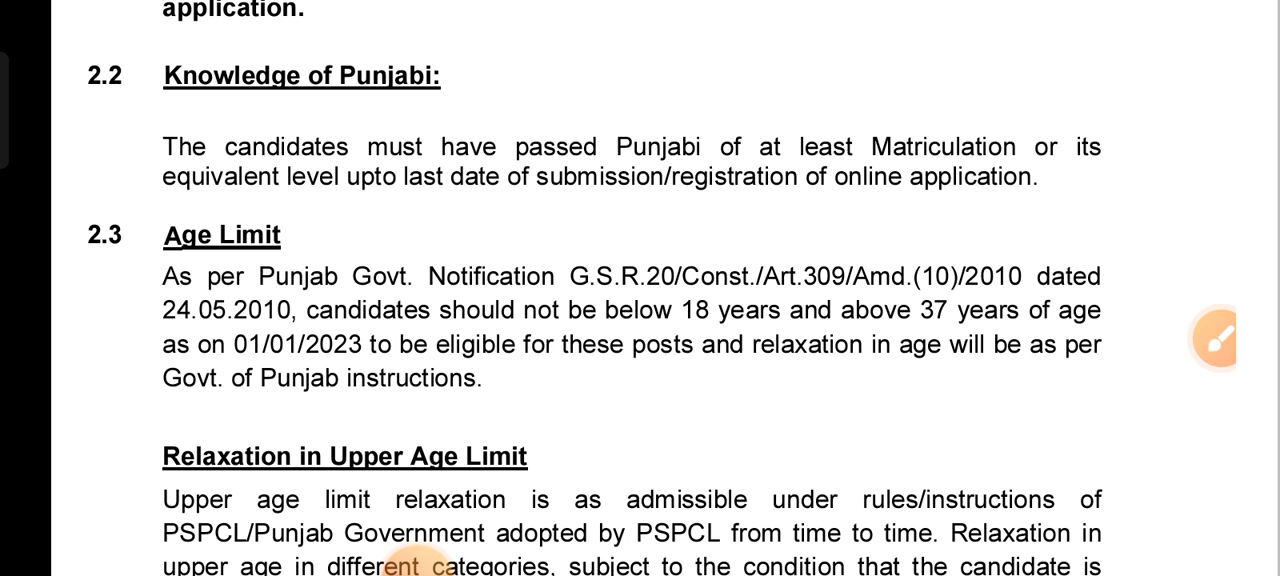 application.
2.2 Knowledge of Punjabi:
The candidates must have passed Punjabi of at least Matriculation or its
equivalent level upto last date of submission/registration of online application.
2.3 Age Limit
As per Punjab Govt. Notification G.S.R.20/Const./Art.309/Amd.(10)/2010 dated
24.05.2010, candidates should not be below 18 years and above 37 years of age
as on 01/01/2023 to be eligible for these posts and relaxation in age will be as per
Govt. of Punjab instructions.
Relaxation in Upper Age Limit
Upper age limit relaxation is as admissible under rules/instructions of
PSPCL/Punjab Government adopted by PSPCL from time to time. Relaxation in
upper age in different categories, subject to the condition that the candidate is